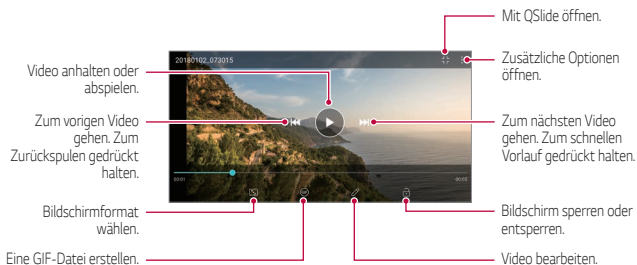 Mit QSlide öffnen.
20180102_073015
Zusätzliche Optionen
öffnen.
Video anhalten oder
abspielen.
Zum vorigen Video
gehen. Zum
Zurückspulen gedrückt
halten.
Zum nächsten Video
gehen. Zum schnellen
Vorlauf gedrückt halten.
00:01
00:05
Bildschirmformat
wählen.
GIF
Bildschirm sperren oder
entsperren.
Eine GIF-Datei erstellen.
Video bearbeiten.